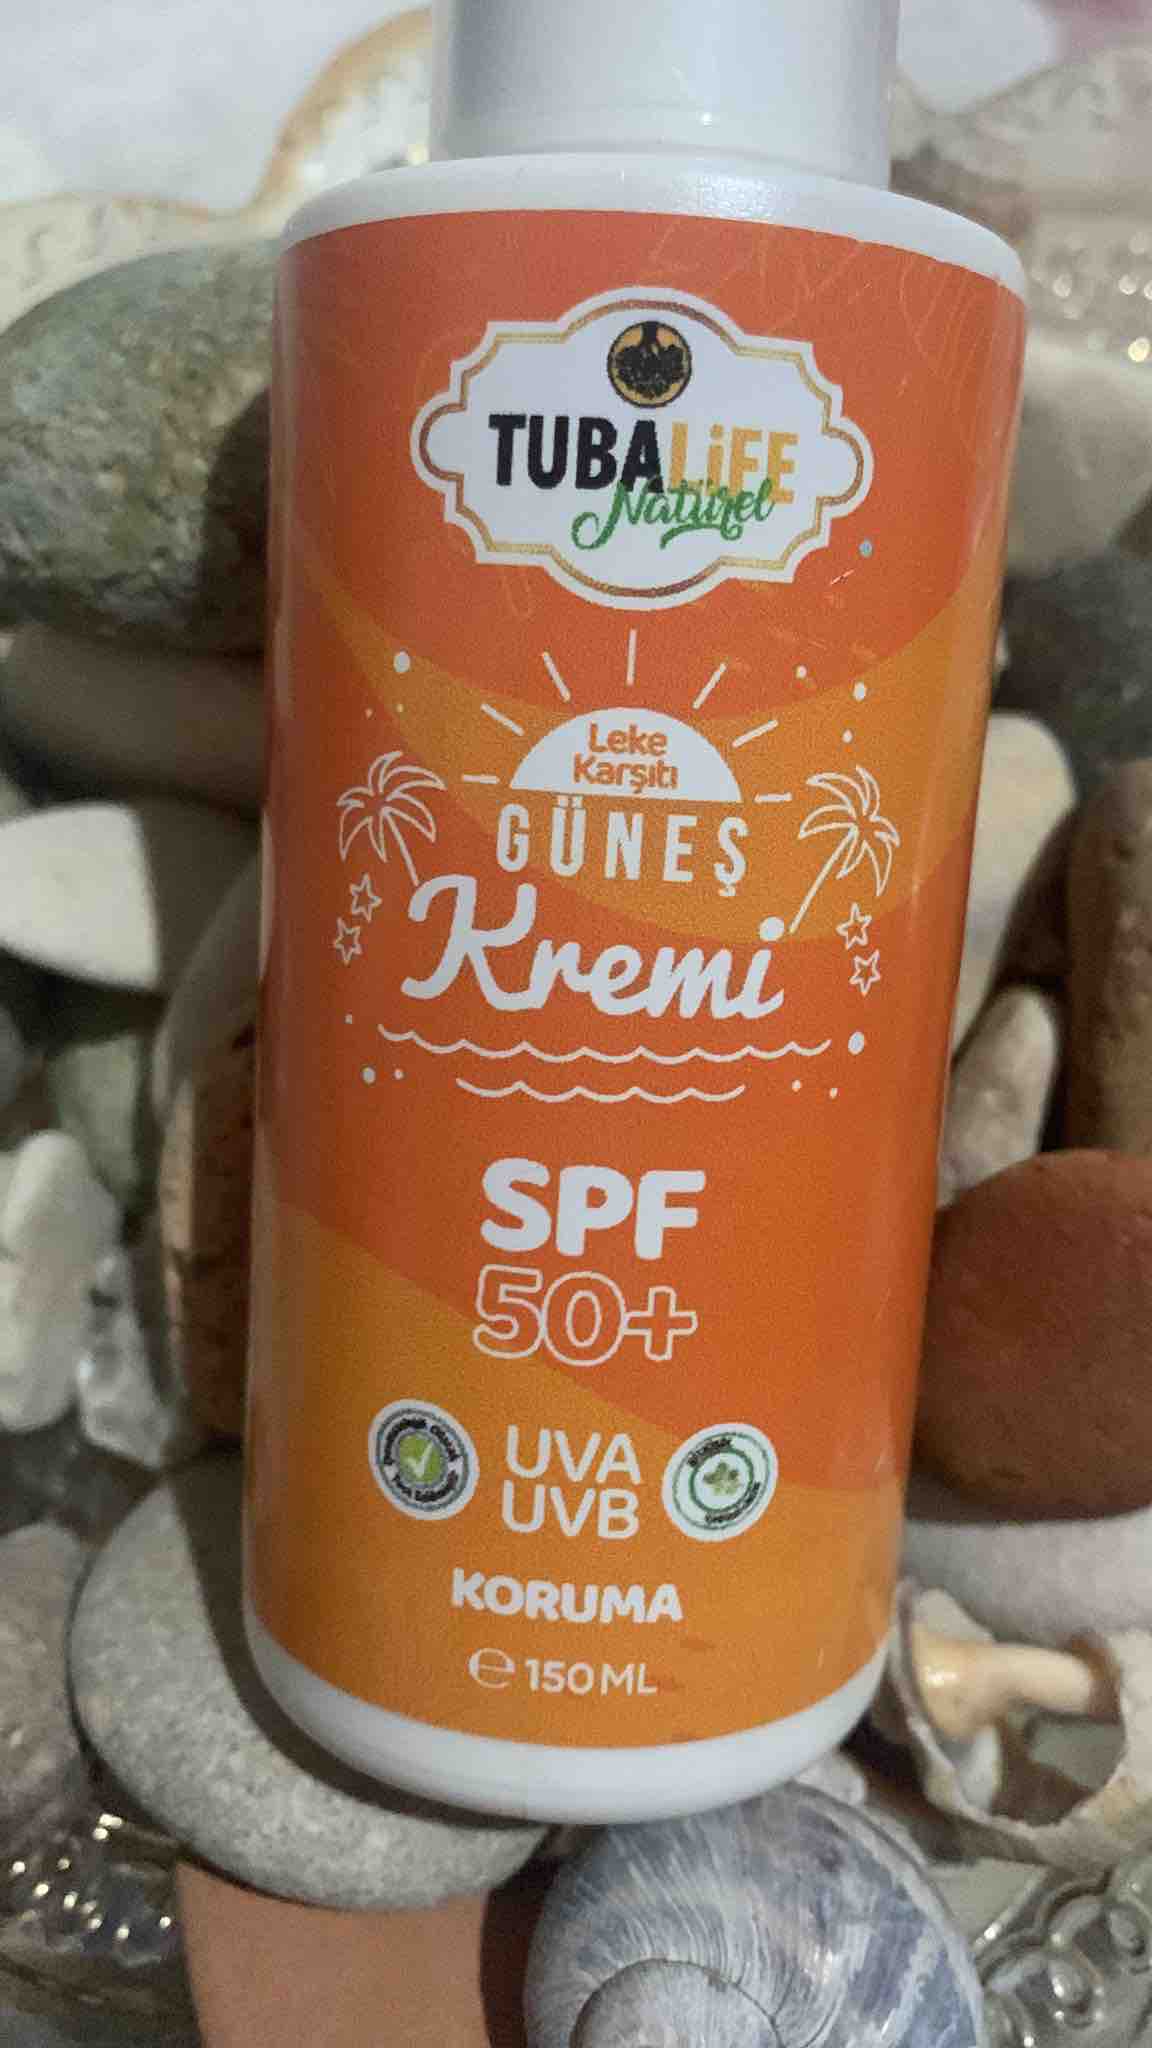 TUBALiFE
Natürel
Leke
Karşıtı
GÜNEŞ
Kremi
SPF
50+
UVA
UVB
KORUMA
℮ 150ML